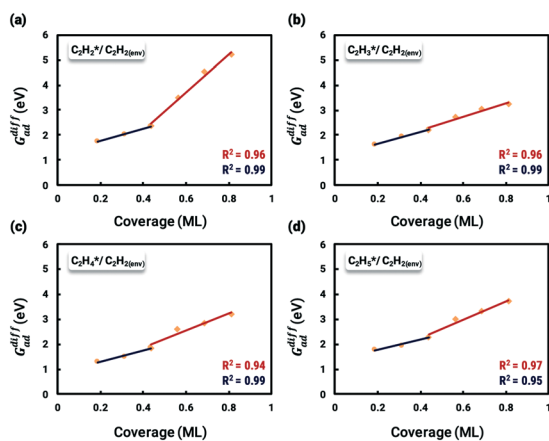 (a)
C₂H₂*/ C₂H₂(env)
G_ad^diff (eV)
6
5
4
3
2
1
0
R² = 0.96
R² = 0.99
0 0.2 0.4 0.6 0.8 1
Coverage (ML)
(b)
C₂H₃*/ C₂H₂(env)
G_ad^diff (eV)
6
5
4
3
2
1
0
R² = 0.96
R² = 0.99
0 0.2 0.4 0.6 0.8 1
Coverage (ML)
(c)
C₂H₄*/ C₂H₂(env)
G_ad^diff (eV)
6
5
4
3
2
1
0
R² = 0.94
R² = 0.99
0 0.2 0.4 0.6 0.8 1
Coverage (ML)
(d)
C₂H₅*/ C₂H₂(env)
G_ad^diff (eV)
6
5
4
3
2
1
0
R² = 0.97
R² = 0.95
0 0.2 0.4 0.6 0.8 1
Coverage (ML)